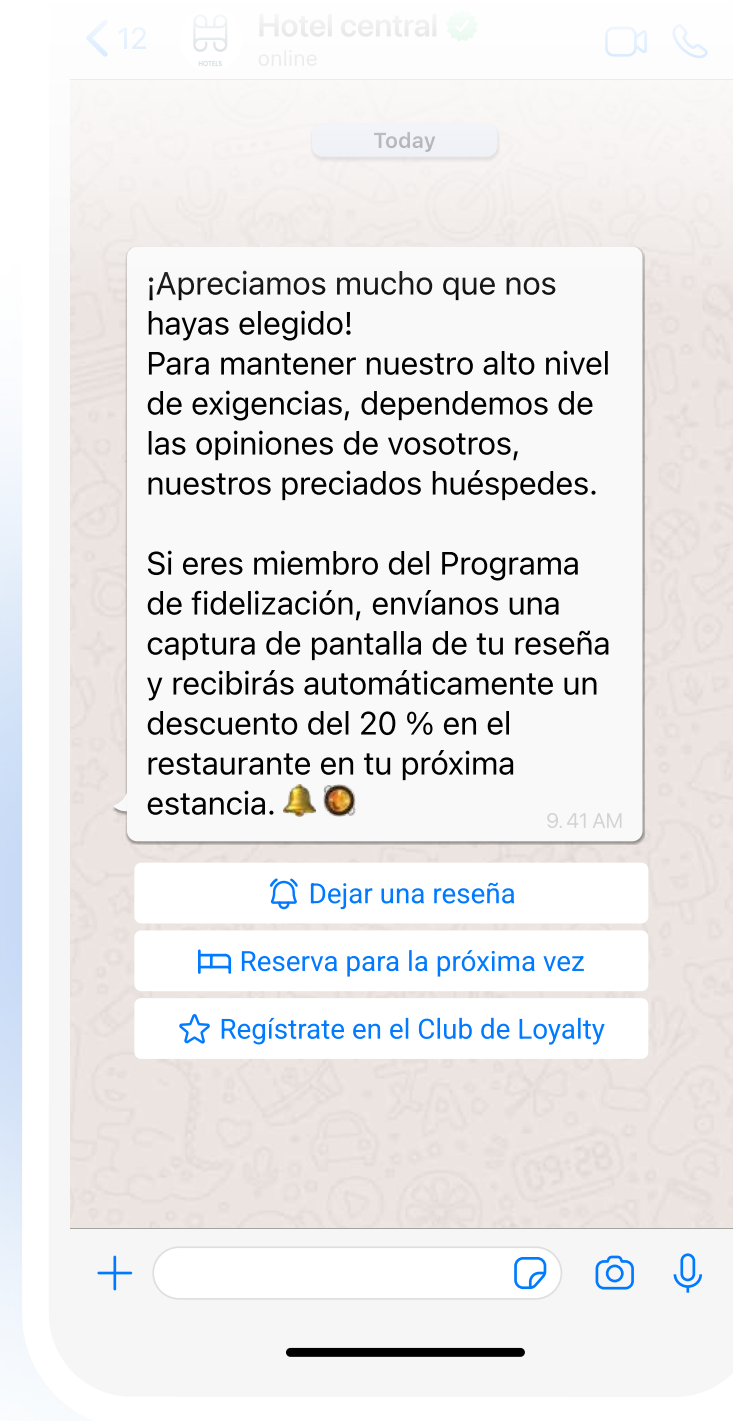 12
Hotel central
online
HOTELS
Today
¡Apreciamos mucho que nos
hayas elegido!
Para mantener nuestro alto nivel
de exigencias, dependemos de
las opiniones de vosotros,
nuestros preciados huéspedes.
Si eres miembro del Programa
de fidelización, envíanos una
captura de pantalla de tu reseña
y recibirás automáticamente un
descuento del 20 % en el
restaurante en tu próxima
estancia.
9.41 AM
Dejar una reseña
Reserva para la próxima vez
Regístrate en el Club de Loyalty
09:28